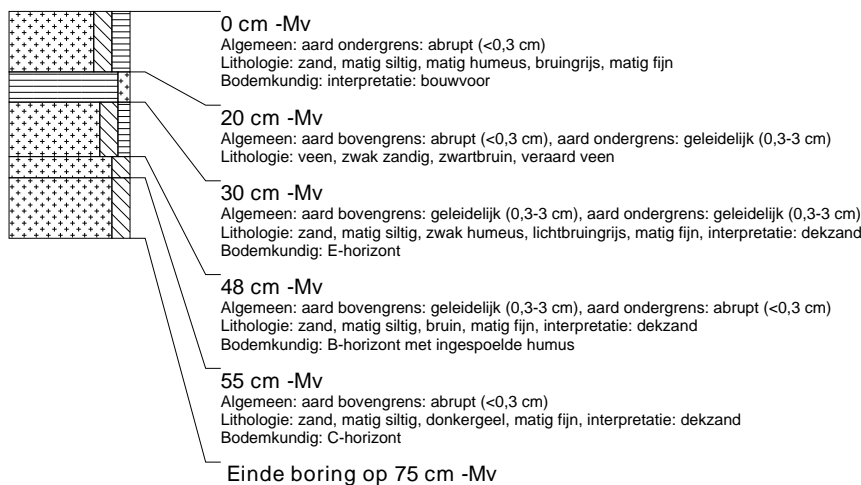 0 cm -Mv
Algemeen: aard ondergrens: abrupt (<0,3 cm)
Lithologie: zand, matig siltig, matig humeus, bruingrijs, matig fijn
Bodemkundig: interpretatie: bouwvoor
20 cm -Mv
Algemeen: aard bovengrens: abrupt (<0,3 cm), aard ondergrens: geleidelijk (0,3-3 cm)
Lithologie: veen, zwak zandig, zwartbruin, veraard veen
30 cm -Mv
Algemeen: aard bovengrens: geleidelijk (0,3-3 cm), aard ondergrens: geleidelijk (0,3-3 cm)
Lithologie: zand, matig siltig, zwak humeus, lichtbruingrijs, matig fijn, interpretatie: dekzand
Bodemkundig: E-horizont
48 cm -Mv
Algemeen: aard bovengrens: geleidelijk (0,3-3 cm), aard ondergrens: abrupt (<0,3 cm)
Lithologie: zand, matig siltig, bruin, matig fijn, interpretatie: dekzand
Bodemkundig: B-horizont met ingespoelde humus
55 cm -Mv
Algemeen: aard bovengrens: abrupt (<0,3 cm)
Lithologie: zand, matig siltig, donkergeel, matig fijn, interpretatie: dekzand
Bodemkundig: C-horizont
Einde boring op 75 cm -Mv